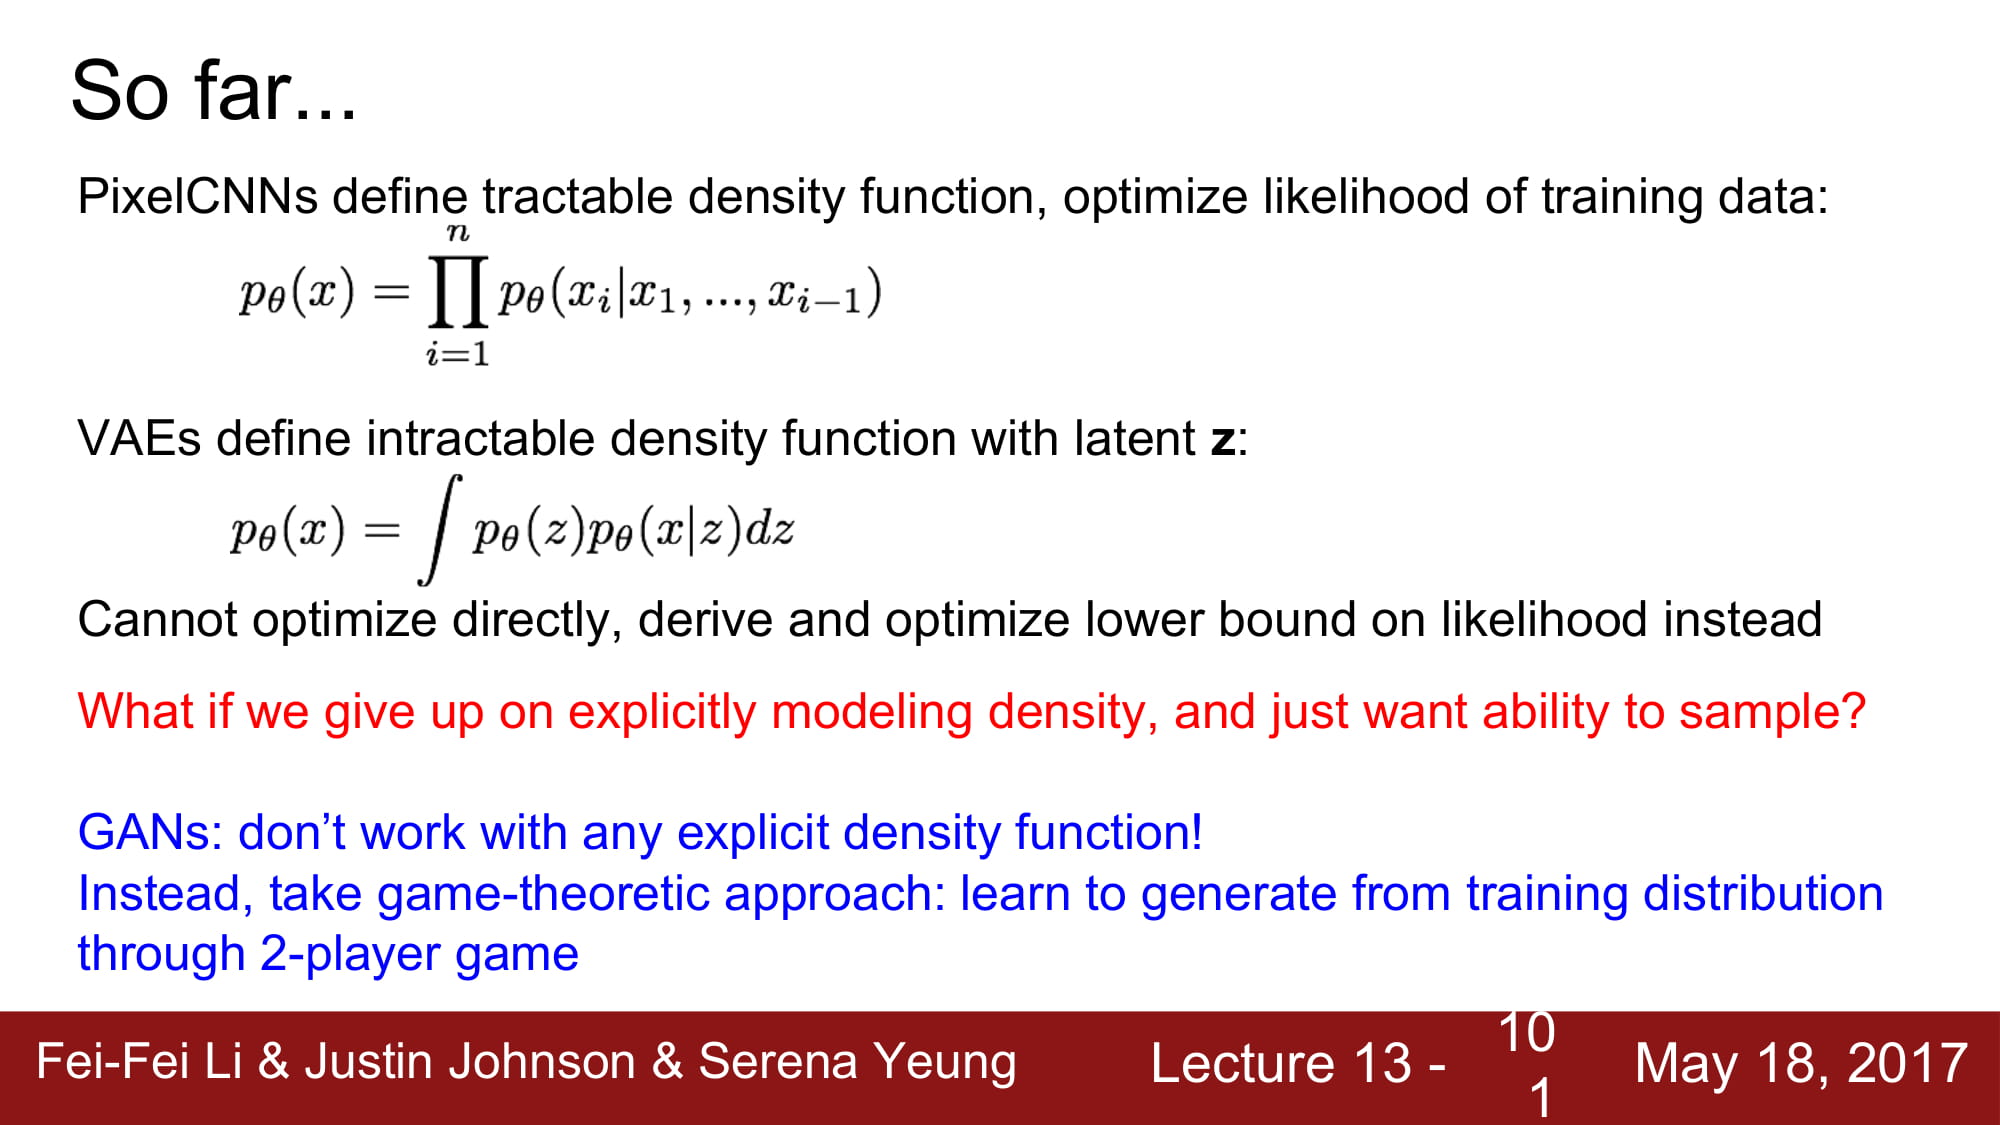 So far...
PixelCNNs define tractable density function, optimize likelihood of training data:
$p_\theta(x) = \prod_{i=1}^{n} p_\theta(x_i|x_1, ..., x_{i-1})$
VAEs define intractable density function with latent z:
$p_\theta(x) = \int p_\theta(z)p_\theta(x|z)dz$
Cannot optimize directly, derive and optimize lower bound on likelihood instead
What if we give up on explicitly modeling density, and just want ability to sample?
GANs: don’t work with any explicit density function!
Instead, take game-theoretic approach: learn to generate from training distribution
through 2-player game
Fei-Fei Li & Justin Johnson & Serena Yeung
Lecture 13 -
10
1
May 18, 2017